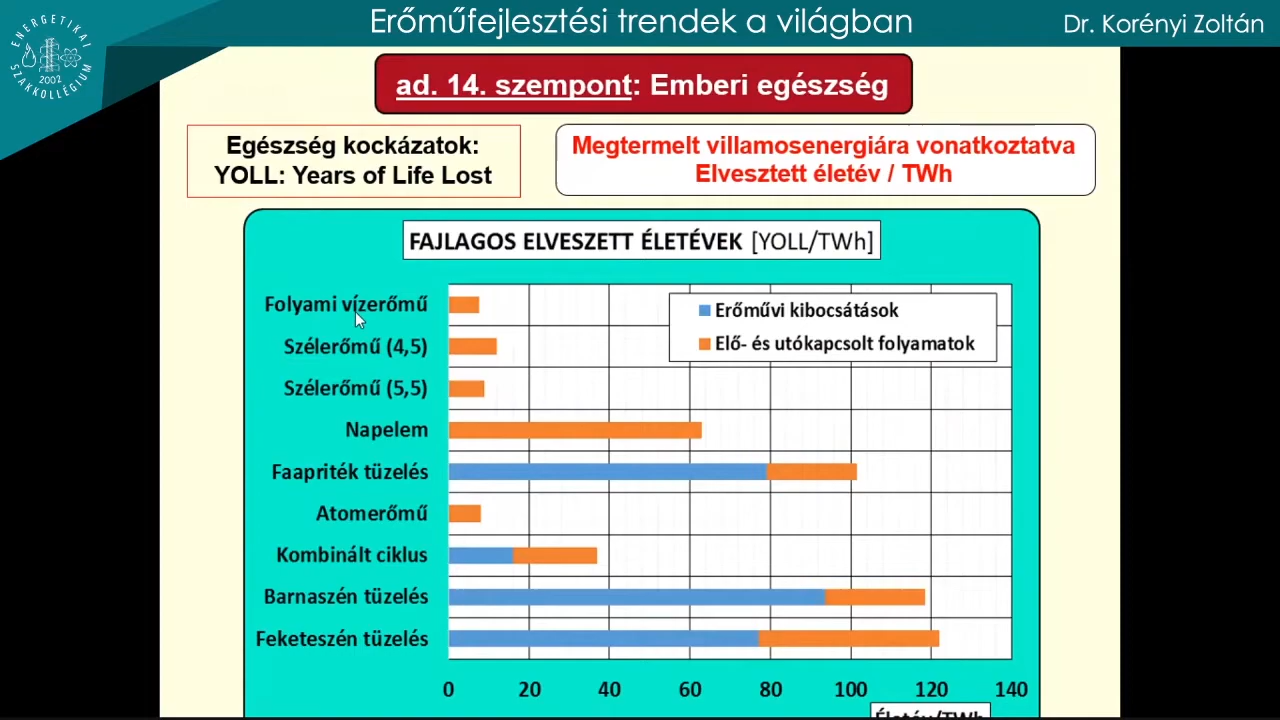 ENERGETIKAI
SZAKKOLLÉGIUM
2002
Erőműfejlesztési trendek a világban
Dr. Korényi Zoltán
ad. 14. szempont: Emberi egészség
Egészség kockázatok:
YOLL: Years of Life Lost
Megtermelt villamosenergiára vonatkoztatva
Elvesztett életév / TWh
FAJLAGOS ELVESZETT ÉLETÉVEK [YOLL/TWh]
Erőművi kibocsátások
Elő- és utókapcsolt folyamatok
Folyami vízerőmű
Szélerőmű (4,5)
Szélerőmű (5,5)
Napelem
Faapriték tüzelés
Atomerőmű
Kombinált ciklus
Barnaszén tüzelés
Feketeszén tüzelés
0 20 40 60 80 100 120 140
Életév/TWh